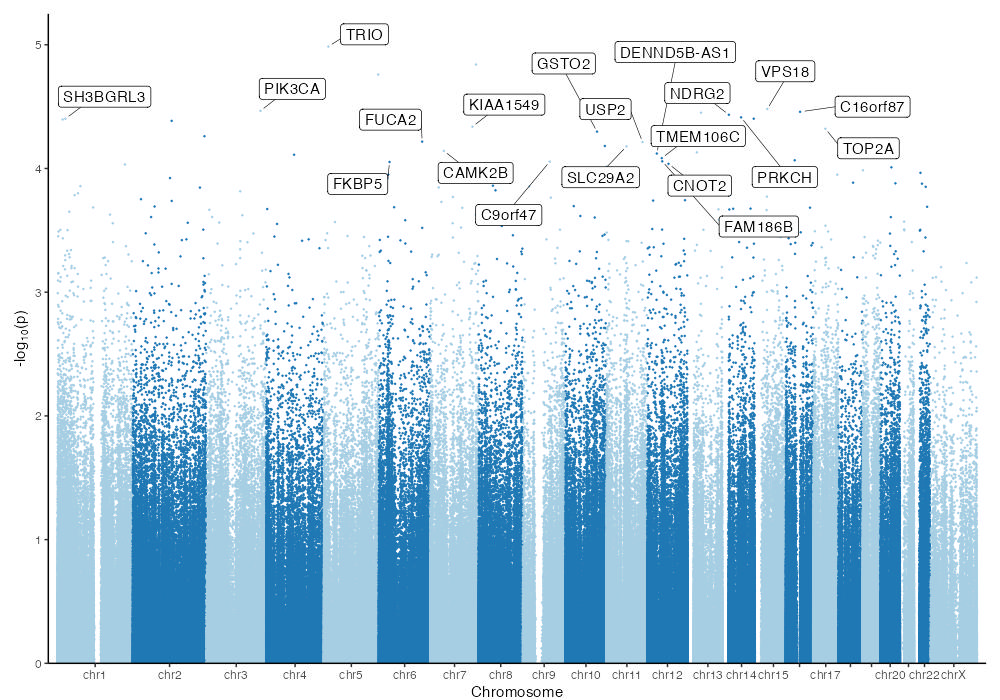 5
TRIO
DENND5B-AS1
GSTO2
VPS18
PIK3CA
SH3BGRL3
NDRG2
KIAA1549
C16orf87
USP2
FUCA2
TMEM106C
TOP2A
4
CAMK2B
SLC29A2
PRKCH
FKBP5
CNOT2
C9orf47
FAM186B
3
-log10(p)
2
1
0
chr1 chr2 chr3 chr4 chr5 chr6 chr7 chr8 chr9 chr10 chr11 chr12 chr13 chr14 chr15 chr17 chr20 chr22 chrX
Chromosome